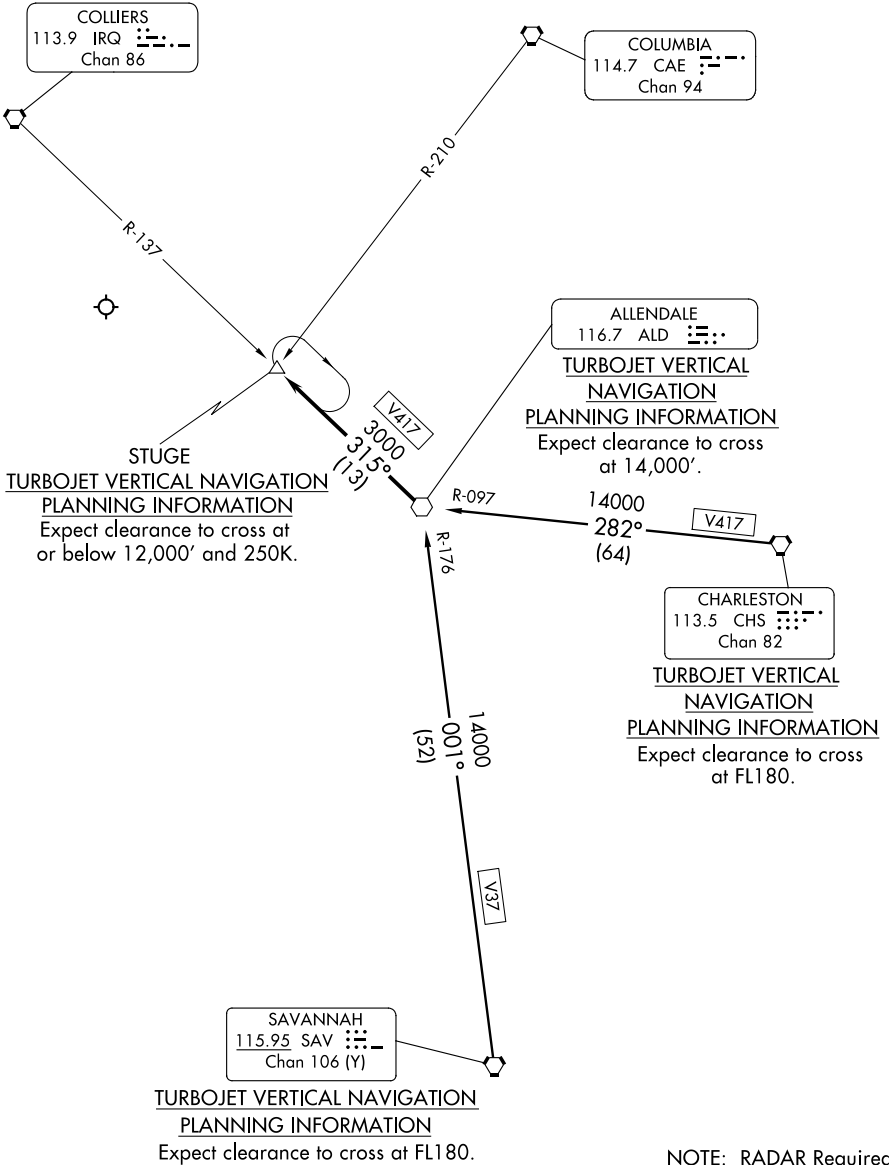 COLLIERS
113.9 IRQ
Chan 86
COLUMBIA
114.7 CAE
Chan 94
R-210
R-137
ALLENDALE
116.7 ALD
TURBOJET VERTICAL
NAVIGATION
PLANNING INFORMATION
Expect clearance to cross
at 14,000'.
V417
3000
315°
(13)
STUGE
TURBOJET VERTICAL NAVIGATION
PLANNING INFORMATION
Expect clearance to cross at
or below 12,000' and 250K.
R-097
14000
282°
(64)
V417
R-176
CHARLESTON
113.5 CHS
Chan 82
TURBOJET VERTICAL
NAVIGATION
PLANNING INFORMATION
Expect clearance to cross
at FL180.
14000
001°
(52)
V37
SAVANNAH
115.95 SAV
Chan 106 (Y)
TURBOJET VERTICAL NAVIGATION
PLANNING INFORMATION
Expect clearance to cross at FL180.
NOTE: RADAR Required